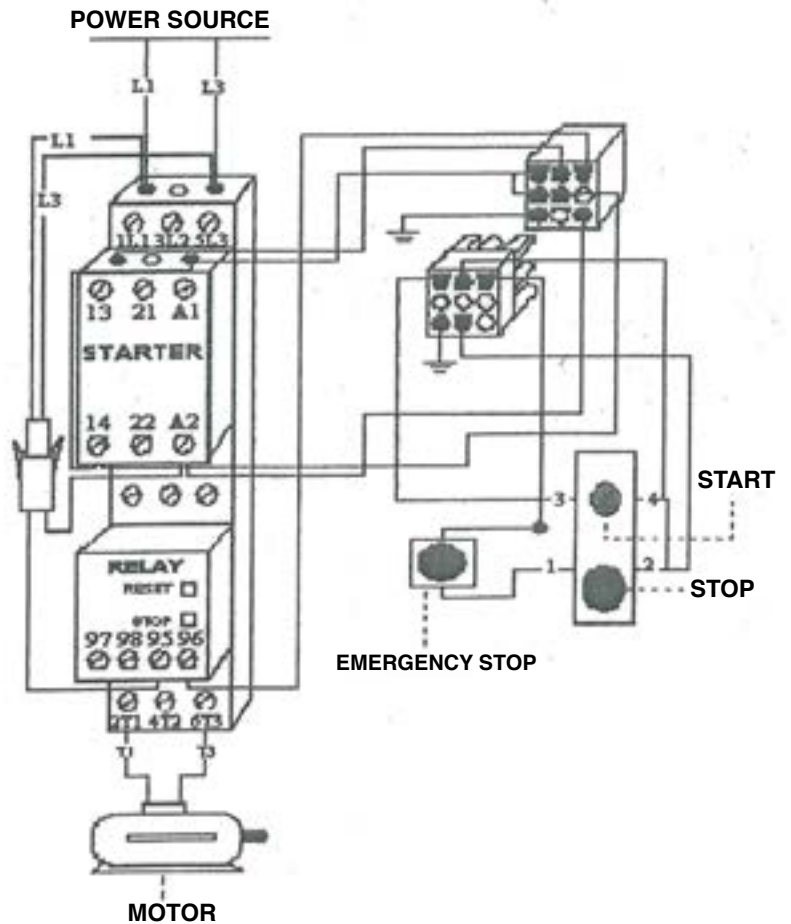 POWER SOURCE
L1 L3
L1
L3
1L1 3L2 5L3
13 21 A1
STARTER
14 22 A2
RELAY
RESET
STOP
97 98 95 96
2T1 4T2 6T3
T1 T3
MOTOR
3 4
START
1 2
STOP
EMERGENCY STOP